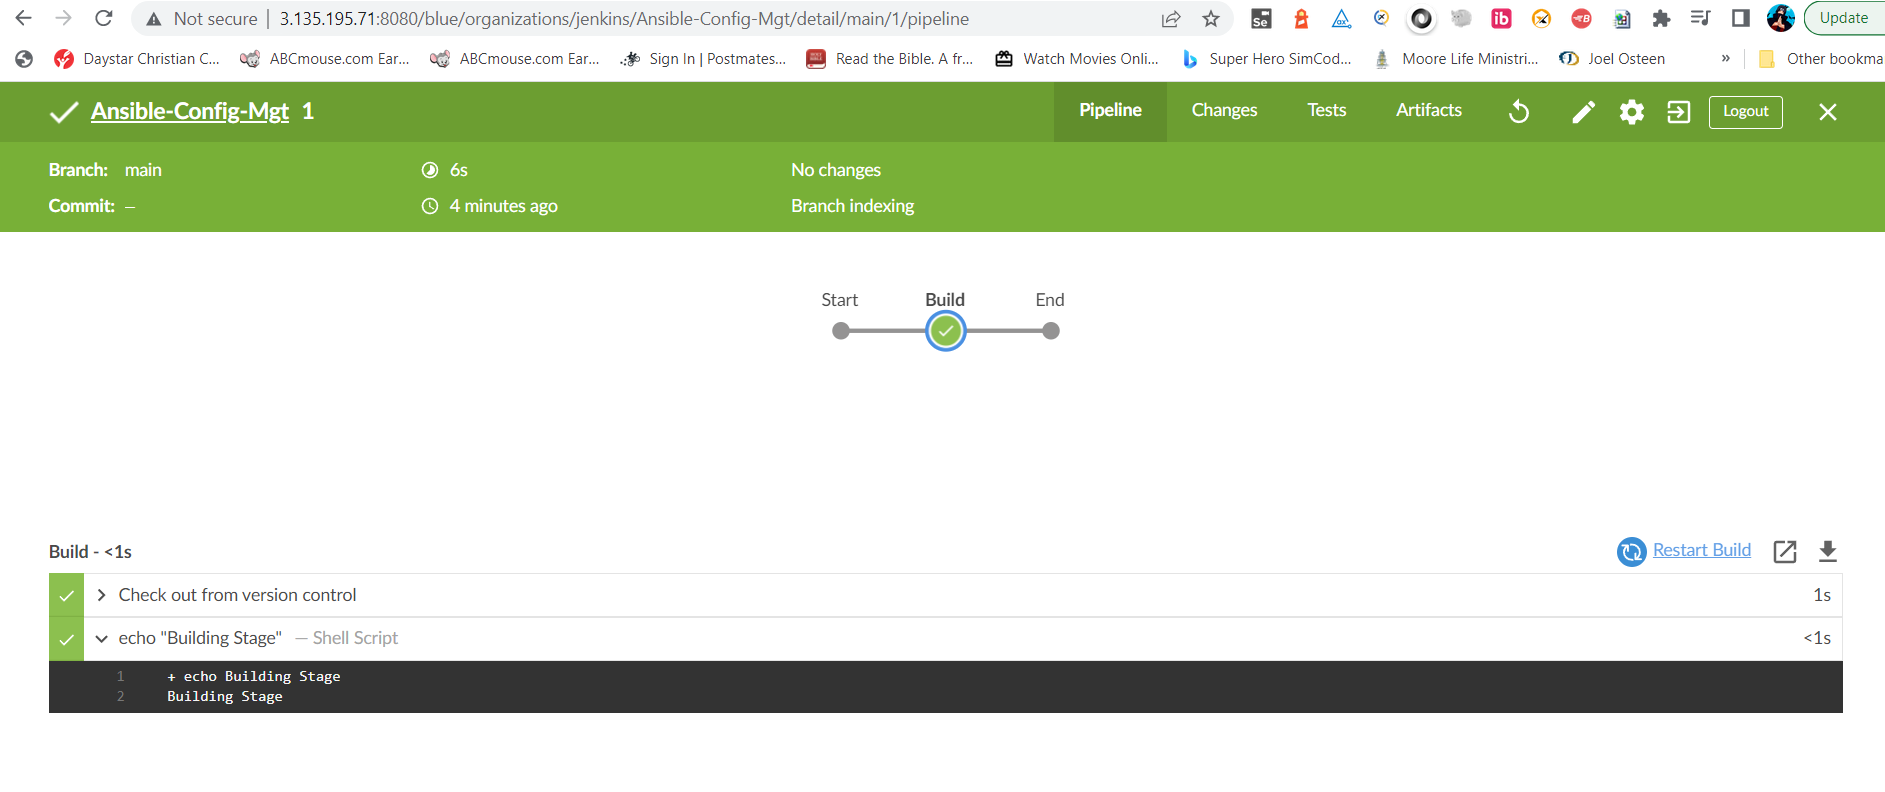 Not secure | 3.135.195.71:8080/blue/organizations/jenkins/Ansible-Config-Mgt/detail/main/1/pipeline Se ib Update
Daystar Christian C... ABCmouse.com Ear... ABCmouse.com Ear... Sign In | Postmates... Read the Bible. A fr... Watch Movies Onli... Super Hero SimCod... Moore Life Ministri... Joel Osteen » Other bookma
Ansible-Config-Mgt 1 Pipeline Changes Tests Artifacts Logout
Branch: main 6s No changes
Commit: – 4 minutes ago Branch indexing
Start Build End
Build - <1s Restart Build
Check out from version control 1s
echo "Building Stage" — Shell Script <1s
1 + echo Building Stage
2 Building Stage